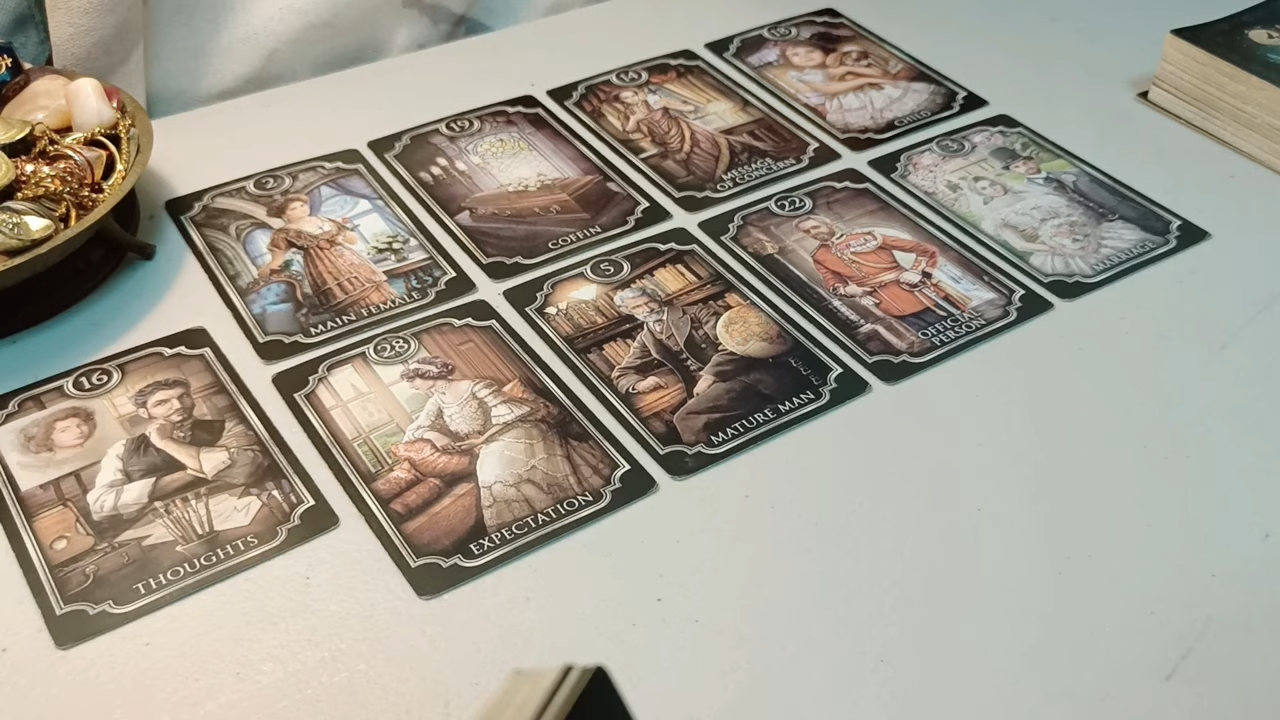 2
MAIN FEMALE
19
COFFIN
14
MESSAGE
OF CONCERN
18
CHILD
16
THOUGHTS
28
EXPECTATION
5
MATURE MAN
22
OFFICIAL
PERSON
3
MARRIAGE